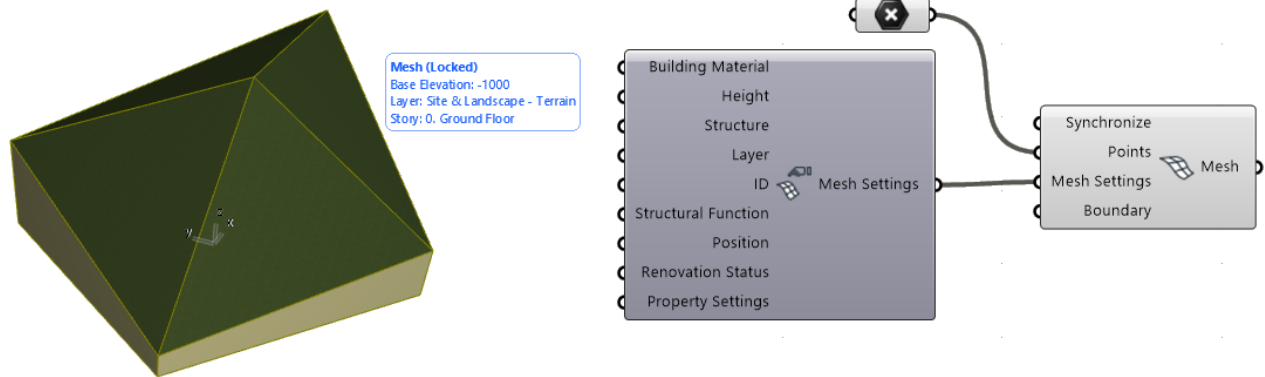 Mesh (Locked)
Base Elevation: -1000
Layer: Site & Landscape - Terrain
Story: 0. Ground Floor
z
x
y
Building Material
Height
Structure
Layer
ID
Mesh Settings
Structural Function
Position
Renovation Status
Property Settings
Synchronize
Points
Mesh
Mesh Settings
Boundary